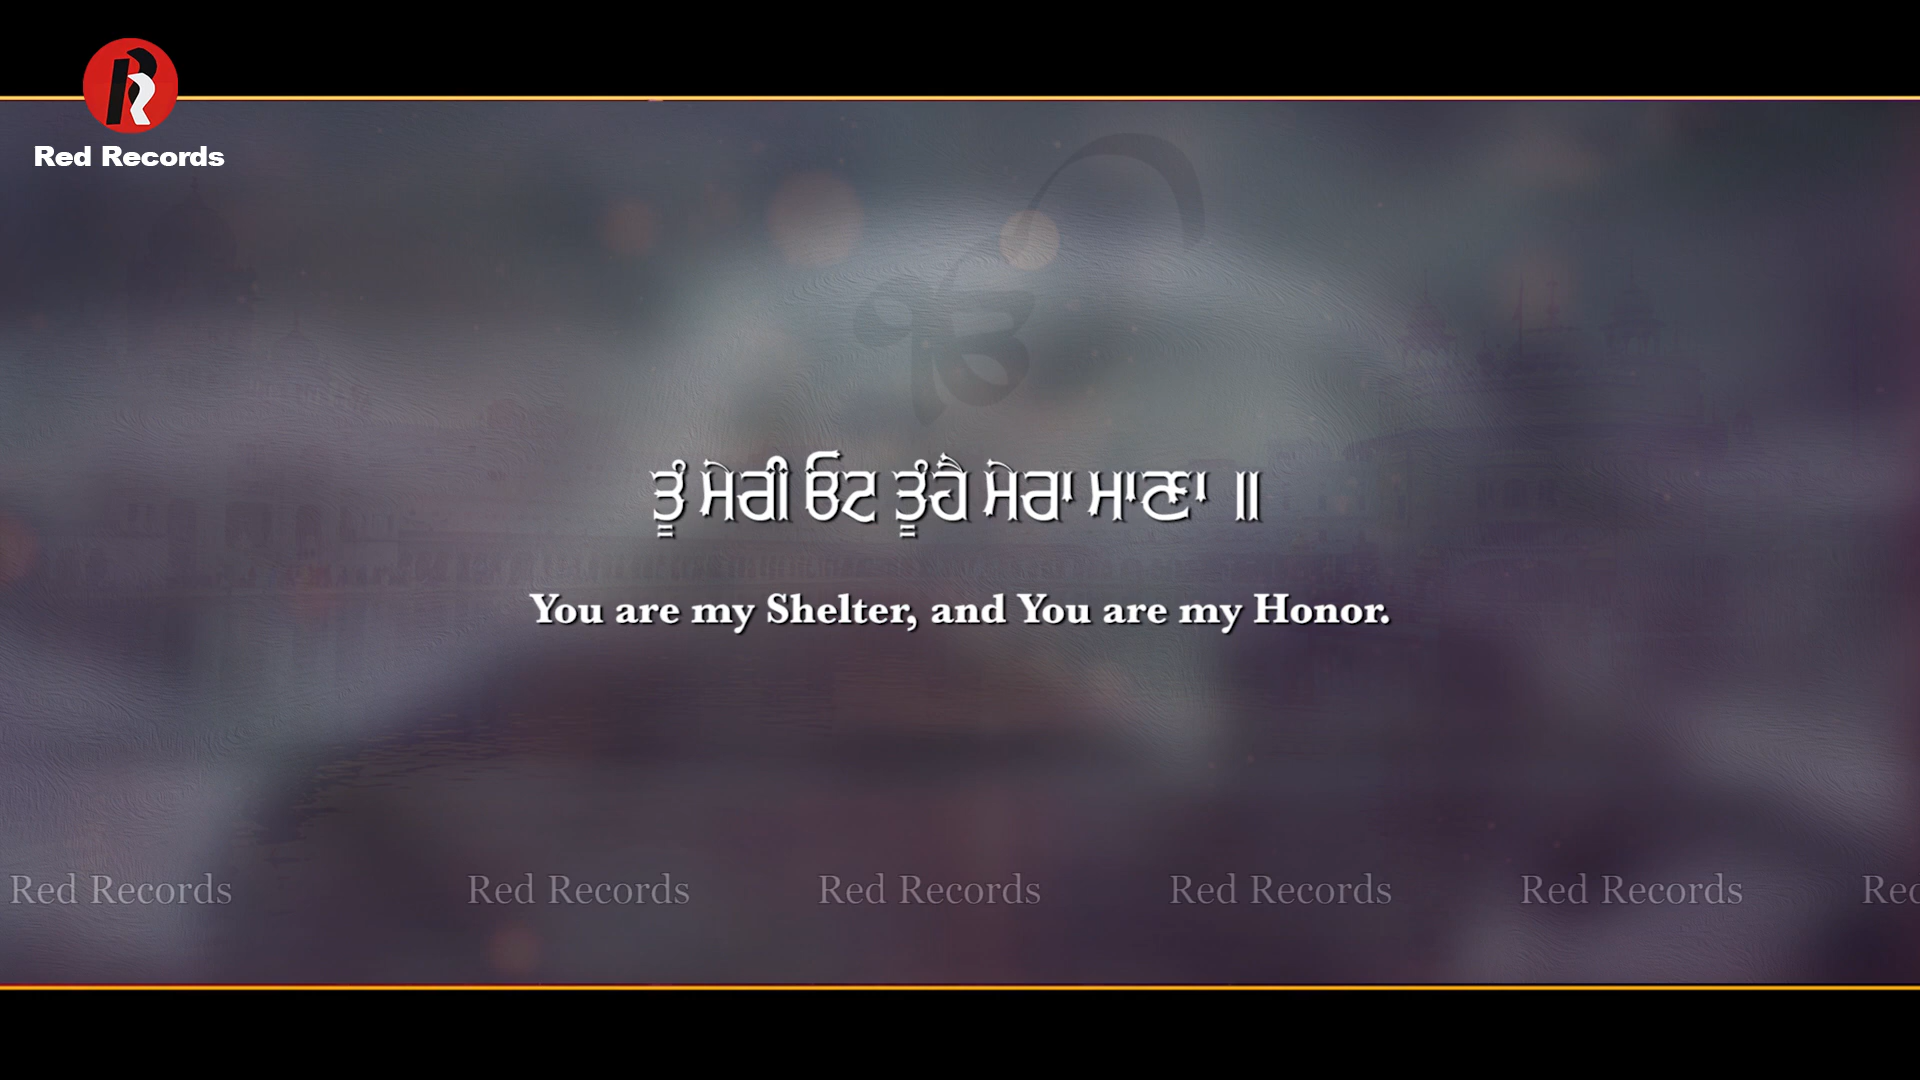 Red Records
ੴ
ਤੂੰ ਮੇਰੀ ਓਟ ਤੂੰਹੈ ਮੇਰਾ ਮਾਣਾ ॥
You are my Shelter, and You are my Honor.
Red Records Red Records Red Records Red Records Red Records Rec